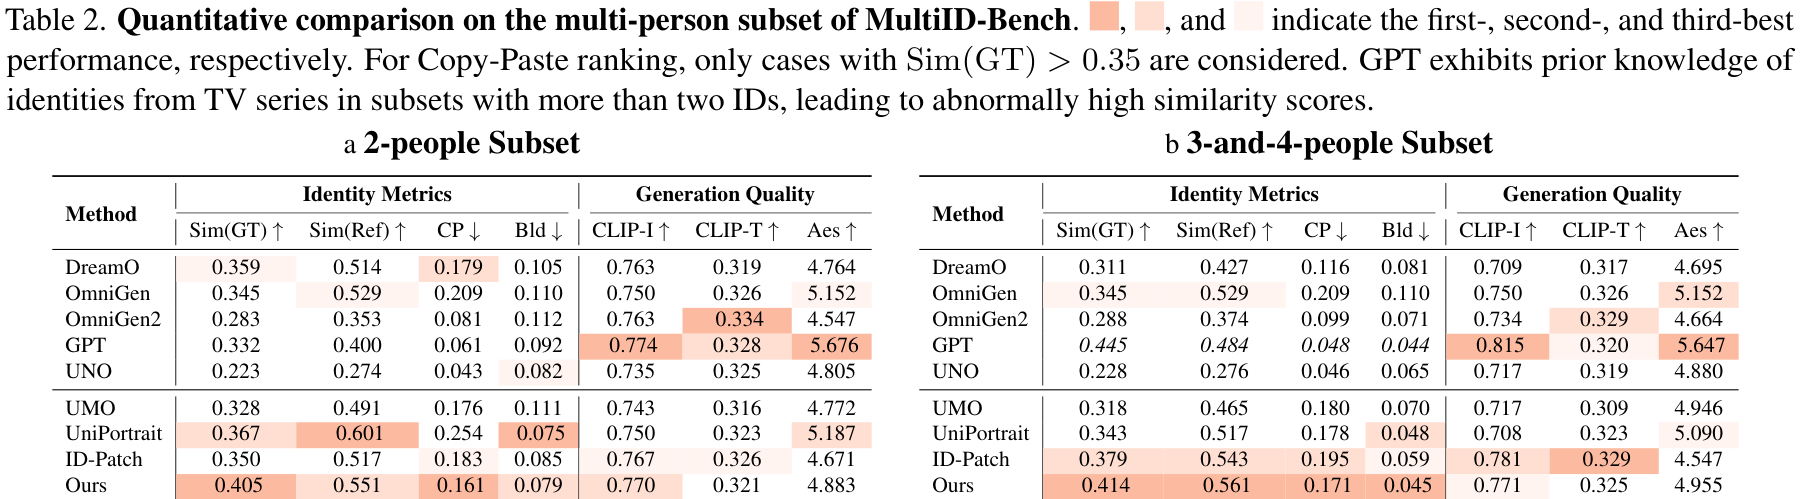 Table 2. Quantitative comparison on the multi-person subset of MultiID-Bench. , , and indicate the first-, second-, and third-best
performance, respectively. For Copy-Paste ranking, only cases with Sim(GT) > 0.35 are considered. GPT exhibits prior knowledge of
identities from TV series in subsets with more than two IDs, leading to abnormally high similarity scores.
a 2-people Subset
Method Identity Metrics Generation Quality
Sim(GT) ↑ Sim(Ref) ↑ CP ↓ Bld ↓ CLIP-I ↑ CLIP-T ↑ Aes ↑
DreamO 0.359 0.514 0.179 0.105 0.763 0.319 4.764
OmniGen 0.345 0.529 0.209 0.110 0.750 0.326 5.152
OmniGen2 0.283 0.353 0.081 0.112 0.763 0.334 4.547
GPT 0.332 0.400 0.061 0.092 0.774 0.328 5.676
UNO 0.223 0.274 0.043 0.082 0.735 0.325 4.805
UMO 0.328 0.491 0.176 0.111 0.743 0.316 4.772
UniPortrait 0.367 0.601 0.254 0.075 0.750 0.323 5.187
ID-Patch 0.350 0.517 0.183 0.085 0.767 0.326 4.671
Ours 0.405 0.551 0.161 0.079 0.770 0.321 4.883
b 3-and-4-people Subset
Method Identity Metrics Generation Quality
Sim(GT) ↑ Sim(Ref) ↑ CP ↓ Bld ↓ CLIP-I ↑ CLIP-T ↑ Aes ↑
DreamO 0.311 0.427 0.116 0.081 0.709 0.317 4.695
OmniGen 0.345 0.529 0.209 0.110 0.750 0.326 5.152
OmniGen2 0.288 0.374 0.099 0.071 0.734 0.329 4.664
GPT 0.445 0.484 0.048 0.044 0.815 0.320 5.647
UNO 0.228 0.276 0.046 0.065 0.717 0.319 4.880
UMO 0.318 0.465 0.180 0.070 0.717 0.309 4.946
UniPortrait 0.343 0.517 0.178 0.048 0.708 0.323 5.090
ID-Patch 0.379 0.543 0.195 0.059 0.781 0.329 4.547
Ours 0.414 0.561 0.171 0.045 0.771 0.325 4.955